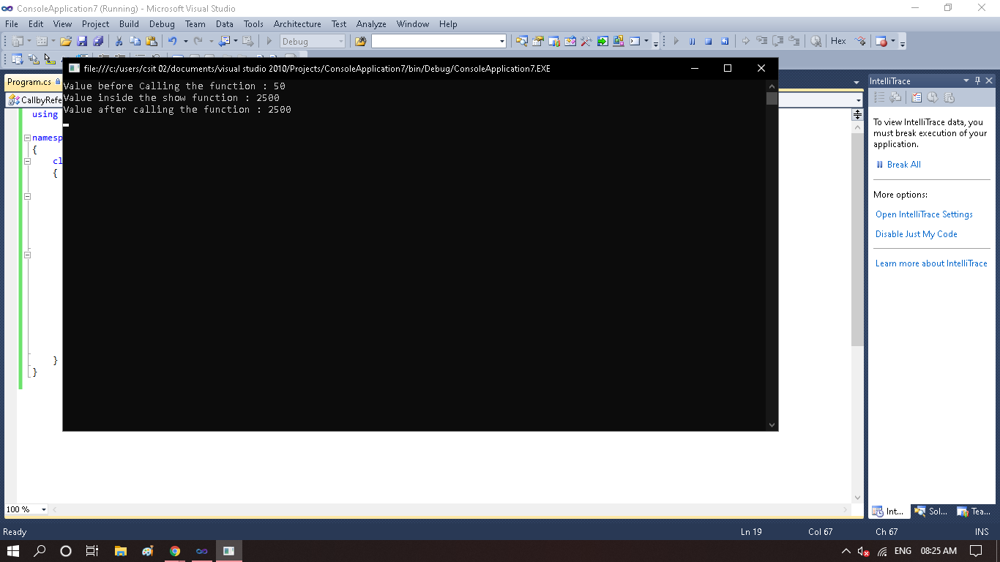 ConsoleApplication7 (Running) - Microsoft Visual Studio
File Edit View Project Build Debug Team Data Tools Architecture Test Analyze Window Help
Debug
Hex
file:///c:/users/csit 02/documents/visual studio 2010/Projects/ConsoleApplication7/bin/Debug/ConsoleApplication7.EXE
Program.cs
CallbyRefe
Value before Calling the function : 50
Value inside the show function : 2500
Value after calling the function : 2500
using
namesp
{
cl
{
}
}
IntelliTrace
To view IntelliTrace data, you
must break execution of your
application.
Break All
More options:
Open IntelliTrace Settings
Disable Just My Code
Learn more about IntelliTrace
100 %
Int... Sol... Tea...
Ready
Ln 19 Col 67 Ch 67 INS
ENG 08:25 AM